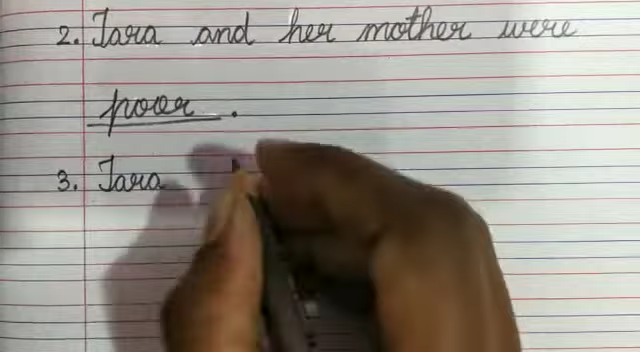 2. Tara and her mother were
poor.
3. Tara